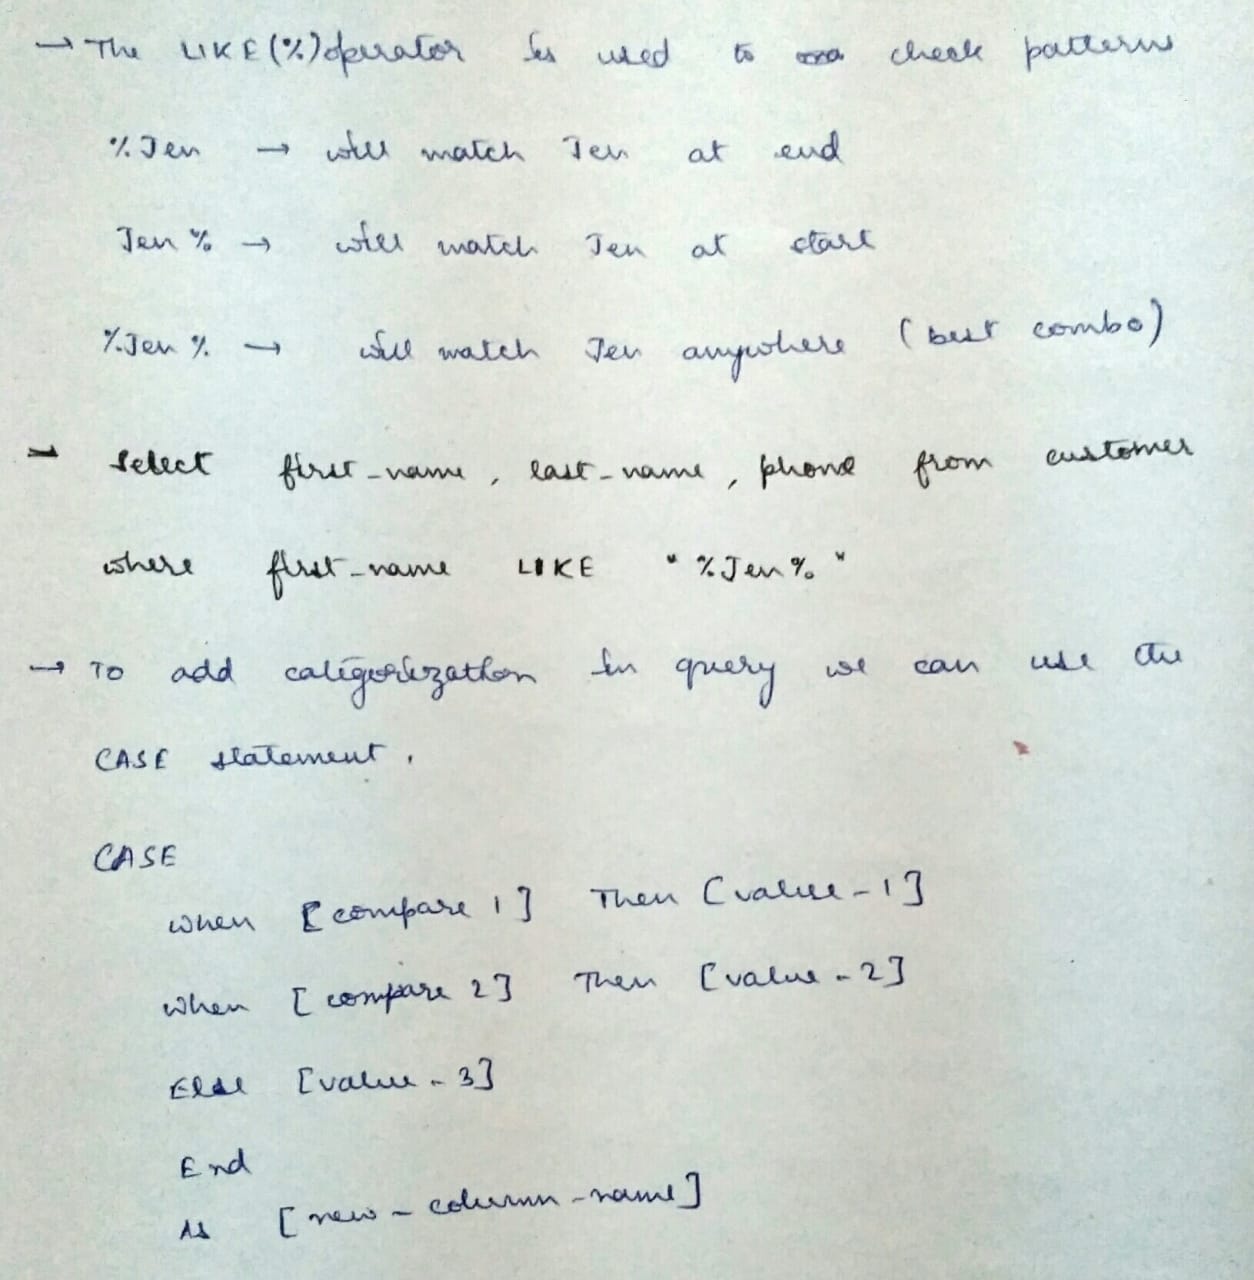 → The LIKE (%) operator is used to check patterns
% Jen → will match Jen at end
Jen % → will match Jen at start
% Jen % → will match Jen anywhere (best combo)
→ Select first_name, last_name, phone from customer
where first_name LIKE "%Jen%"
→ To add categorization in query we can use the
CASE statement.
CASE
when [compare 1] Then [value-1]
when [compare 2] Then [value-2]
Else [value-3]
End
As [new-column-name]